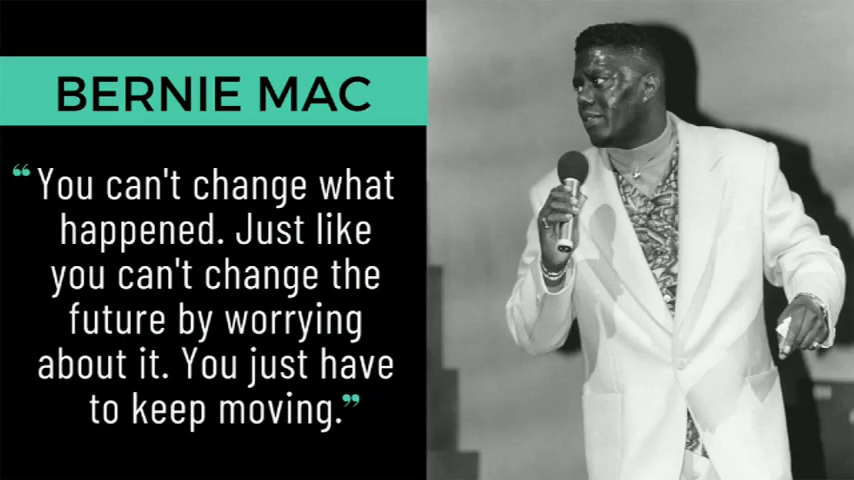 BERNIE MAC
“You can't change what
happened. Just like
you can't change the
future by worrying
about it. You just have
to keep moving.”